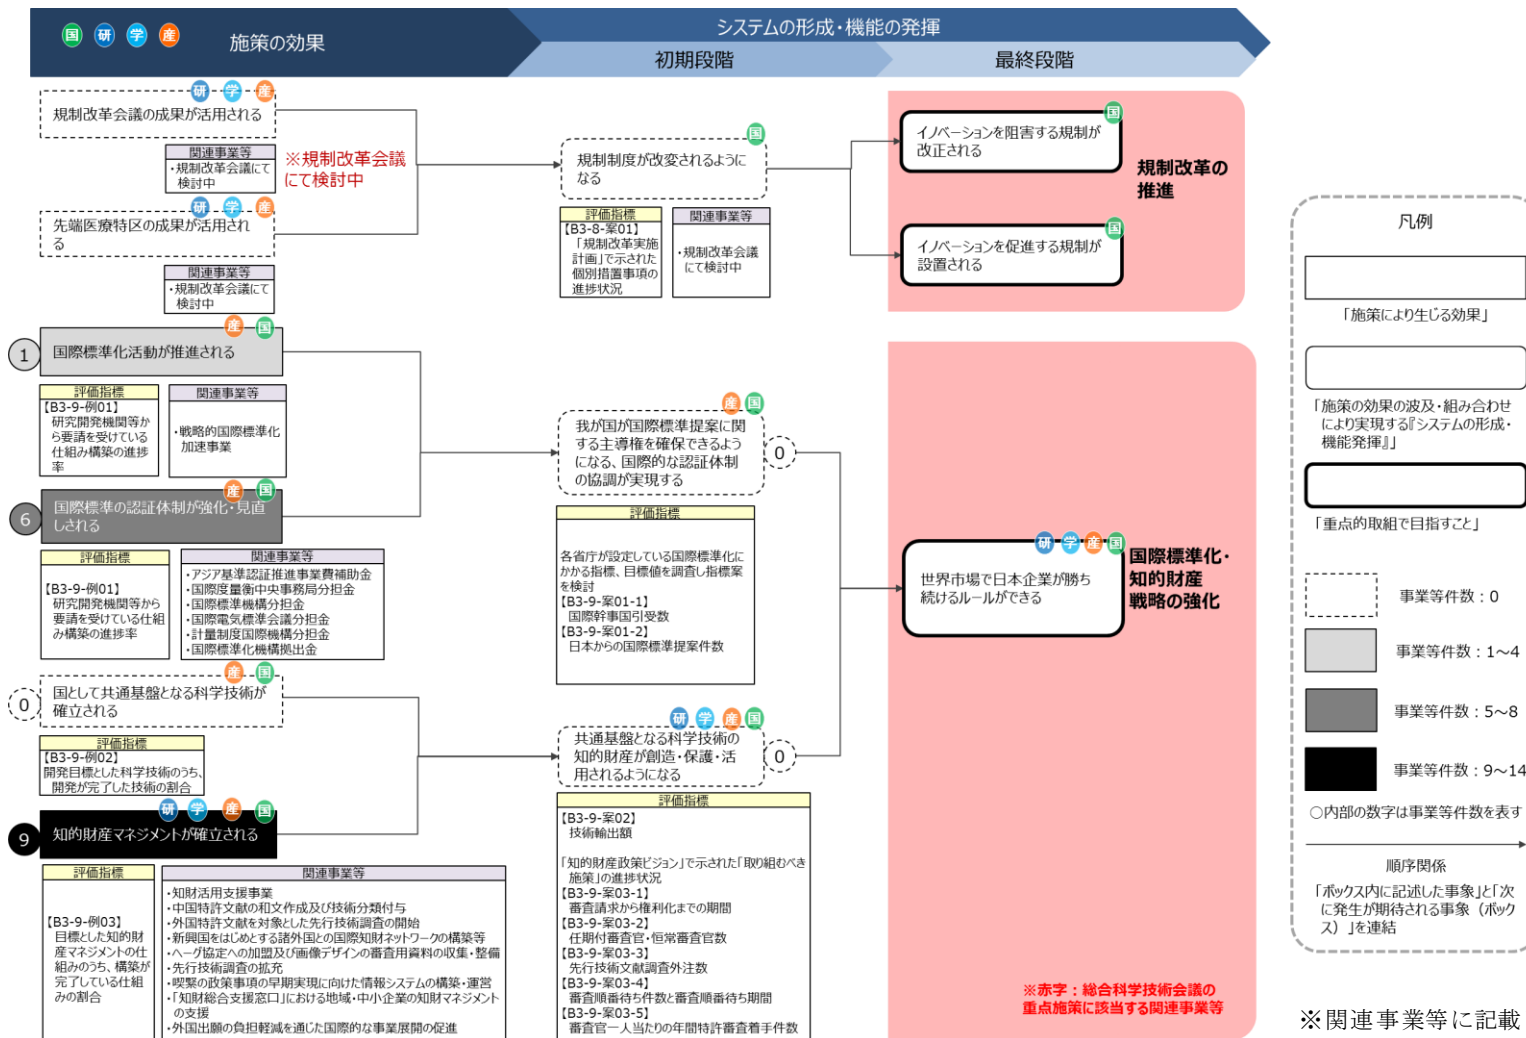 国 研 学 産
施策の効果
システムの形成・機能の発揮
初期段階
最終段階
研 学 産
規制改革会議の成果が活用される
関連事業等
・規制改革会議にて
検討中
※規制改革会議
にて検討中
研 学 産
先端医療特区の成果が活用され
る
関連事業等
・規制改革会議にて
検討中
国
規制制度が改変されるように
なる
評価指標
【B3-8-案01】
「規制改革実施
計画」で示された
個別措置事項の
進捗状況
関連事業等
・規制改革会議
にて検討中
国
イノベーションを阻害する規制が
改正される
国
イノベーションを促進する規制が
設置される
規制改革の
推進
産 国
1
国際標準化活動が推進される
評価指標
【B3-9-例01】
研究開発機関等か
ら要請を受けている
仕組み構築の進捗
率
関連事業等
・戦略的国際標準化
加速事業
産 国
6
国際標準の認証体制が強化・見直
しされる
評価指標
【B3-9-例01】
研究開発機関等から
要請を受けている仕組
み構築の進捗率
関連事業等
・アジア基準認証推進事業費補助金
・国際度量衡中央事務局分担金
・国際標準機構分担金
・国際電気標準会議分担金
・計量制度国際機構分担金
・国際標準化機構拠出金
産 国
0
国として共通基盤となる科学技術が
確立される
評価指標
【B3-9-例02】
開発目標とした科学技術のうち、
開発が完了した技術の割合
研 学 産 国
9
知的財産マネジメントが確立される
評価指標
【B3-9-例03】
目標とした知的財
産マネジメントの仕
組みのうち、構築が
完了している仕組
みの割合
関連事業等
・知財活用支援事業
・中国特許文献の和文作成及び技術分類付与
・外国特許文献を対象とした先行技術調査の開始
・新興国をはじめとする諸外国との国際知財ネットワークの構築等
・ヘーグ協定への加盟及び画像デザインの審査用資料の収集・整備
・先行技術調査の拡充
・喫緊の政策事項の早期実現に向けた情報システムの構築・運営
・「知財総合支援窓口」における地域・中小企業の知財マネジメント
の支援
・外国出願の負担軽減を通じた国際的な事業展開の促進
産 国
我が国が国際標準提案に関
する主導権を確保できるよう
になる、国際的な認証体制
の協調が実現する
0
評価指標
各省庁が設定している国際標準化に
かかる指標、目標値を調査し指標案
を検討
【B3-9-案01-1】
国際幹事国引受数
【B3-9-案01-2】
日本からの国際標準提案件数
研 学 産 国
共通基盤となる科学技術の
知的財産が創造・保護・活
用されるようになる
0
評価指標
【B3-9-案02】
技術輸出額
「知的財産政策ビジョン」で示された「取り組むべき
施策」の進捗状況
【B3-9-案03-1】
審査請求から権利化までの期間
【B3-9-案03-2】
任期付審査官・恒常審査官数
【B3-9-案03-3】
先行技術文献調査外注数
【B3-9-案03-4】
審査順番待ち件数と審査順番待ち期間
【B3-9-案03-5】
審査官一人当たりの年間特許審査着手件数
研 学 産 国
世界市場で日本企業が勝ち
続けるルールができる
国際標準化・
知的財産
戦略の強化
※赤字：総合科学技術会議の
重点施策に該当する関連事業等
凡例
「施策により生じる効果」
「施策の効果の波及・組み合わせ
により実現する『システムの形成・
機能発揮』」
「重点的取組で目指すこと」
事業等件数：0
事業等件数：1～4
事業等件数：5～8
事業等件数：9～14
○内部の数字は事業等件数を表す
順序関係
「ボックス内に記述した事象」と「次
に発生が期待される事象（ボック
ス）」を連結
※関連事業等に記載